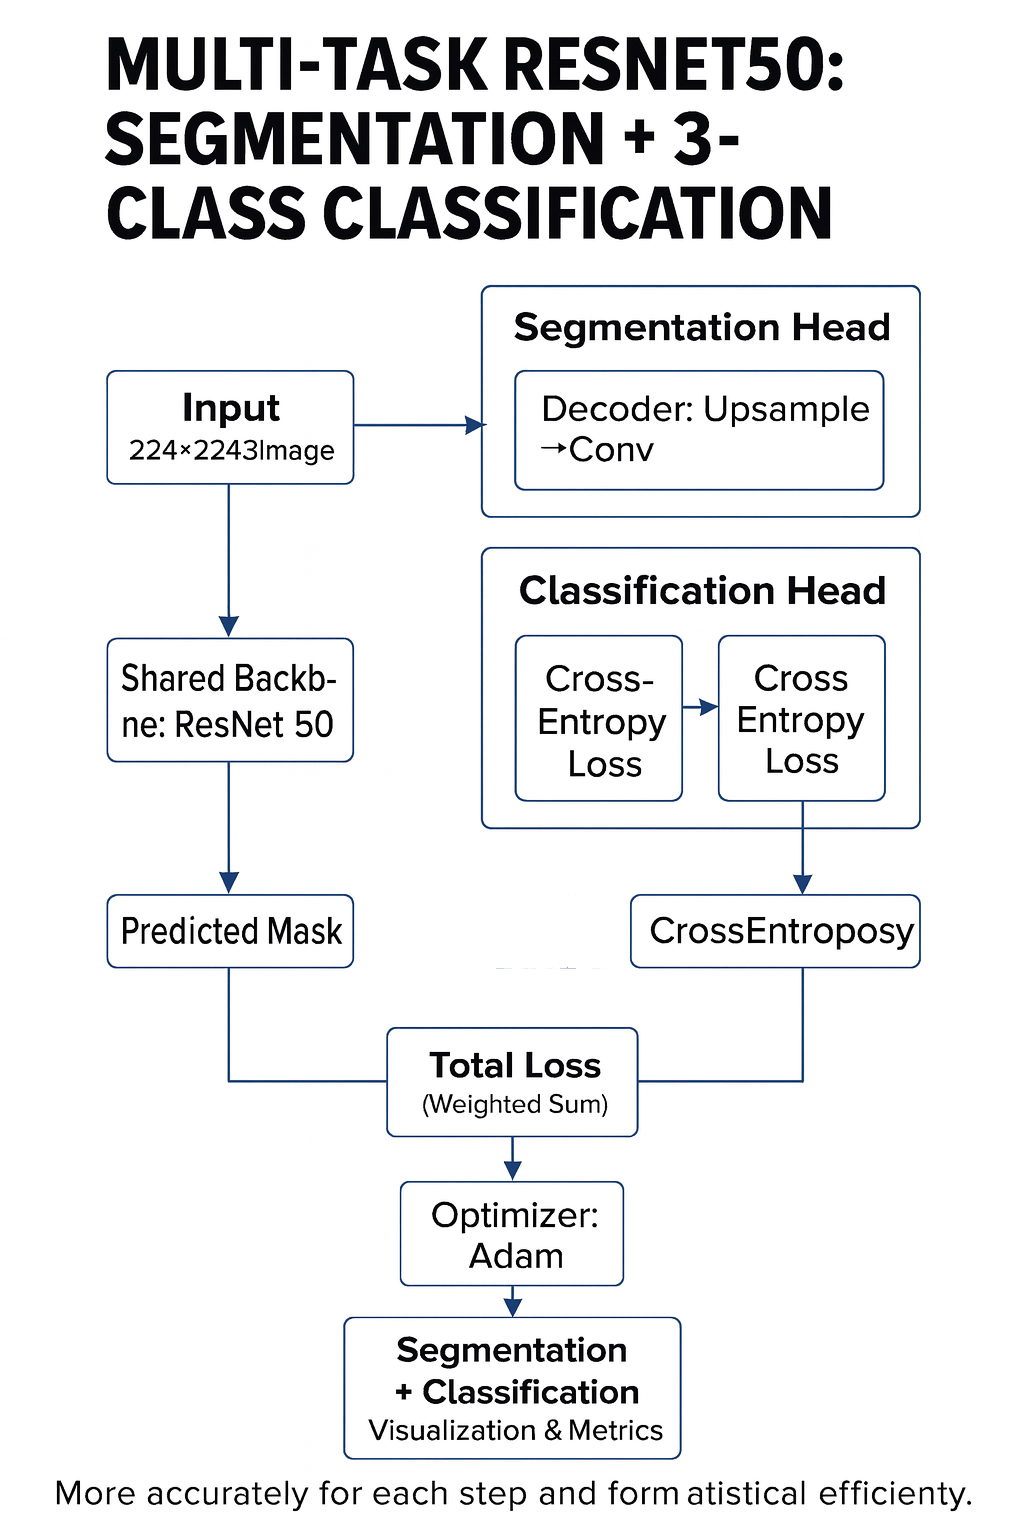 MULTI-TASK RESNET50:
SEGMENTATION + 3-
CLASS CLASSIFICATION
Segmentation Head
Decoder: Upsample
→Conv
Input
224×2243Image
Classification Head
Cross-
Entropy
Loss
Cross
Entropy
Loss
Shared Backb-
ne: ResNet 50
Predicted Mask
CrossEntroposy
Total Loss
(Weighted Sum)
Optimizer:
Adam
Segmentation
+ Classification
Visualization & Metrics
More accurately for each step and form atistical efficienty.